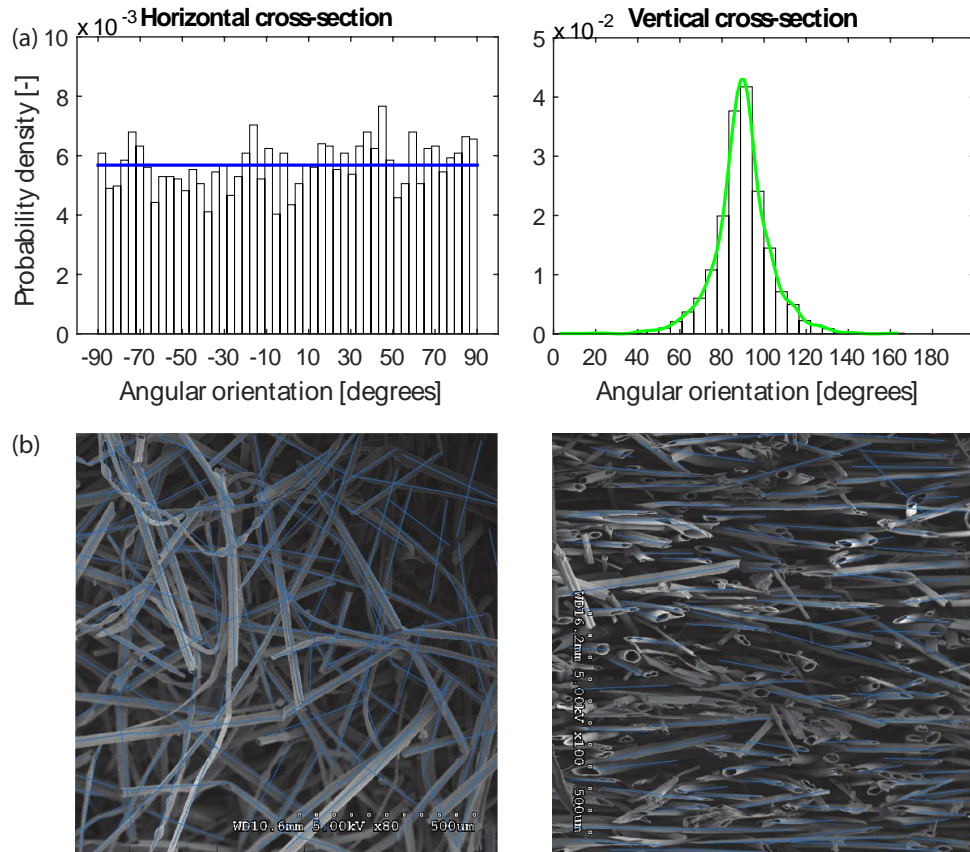 (a)
x 10 -3 Horizontal cross-section
Probability density [-]
10
8
6
4
2
0
-90 -70 -50 -30 -10 10 30 50 70 90
Angular orientation [degrees]
x 10 -2 Vertical cross-section
5
4
3
2
1
0
0 20 40 60 80 100 120 140 160 180
Angular orientation [degrees]
(b)
WD10.6mm 5.00kV x80 500um
WD16.2mm 5.00kV x100 500um